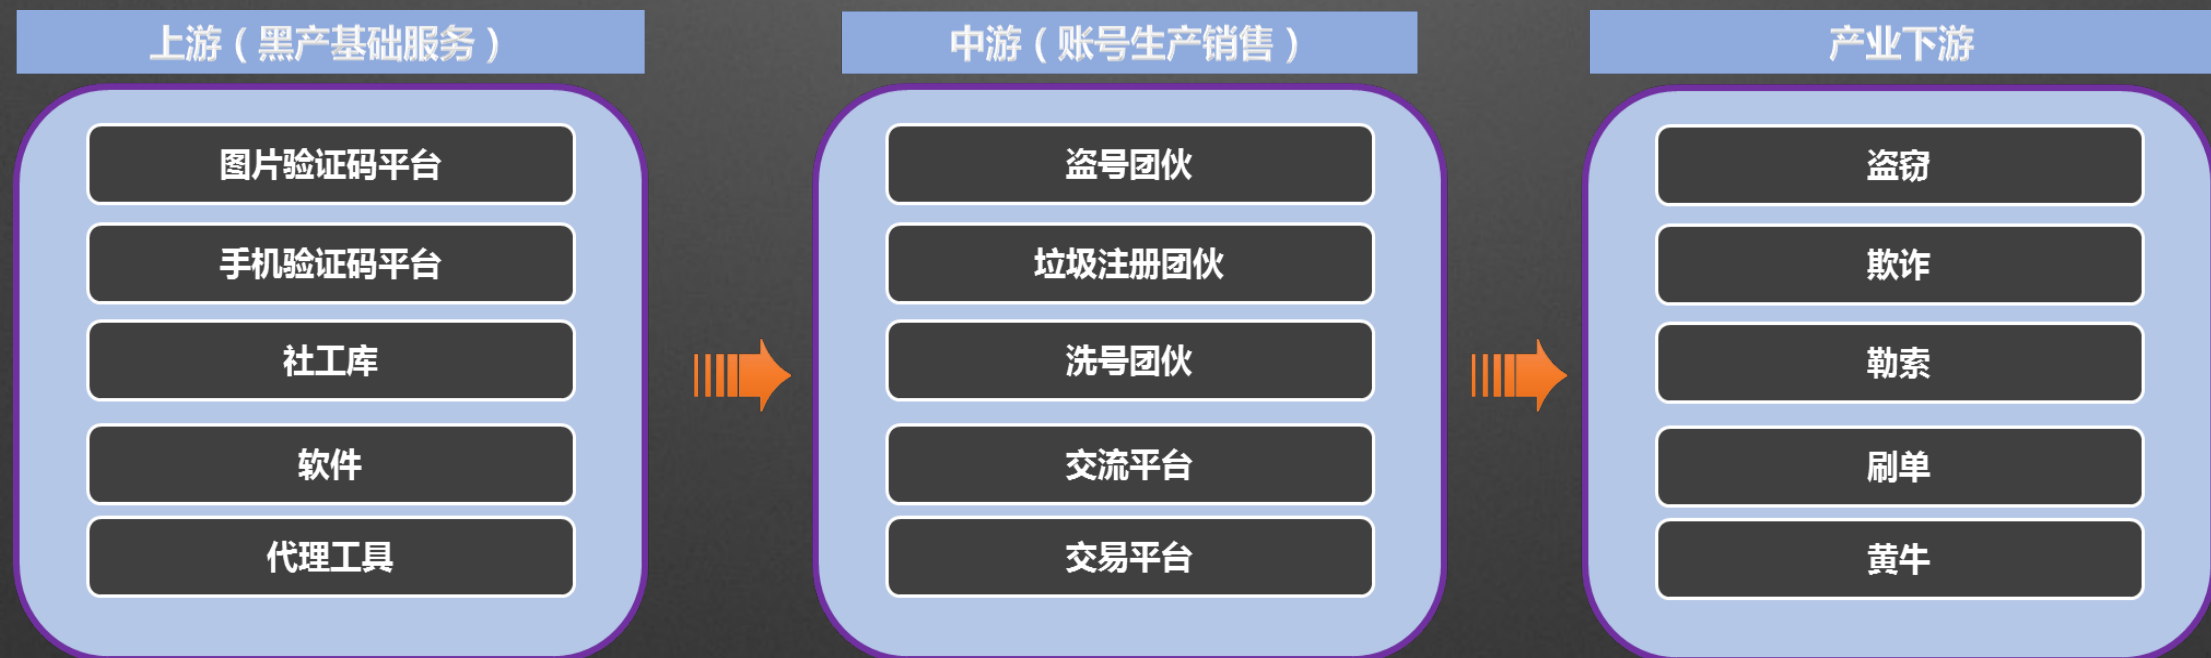 上游（黑产基础服务）
图片验证码平台
手机验证码平台
社工库
软件
代理工具
中游（账号生产销售）
盗号团伙
垃圾注册团伙
洗号团伙
交流平台
交易平台
产业下游
盗窃
欺诈
勒索
刷单
黄牛